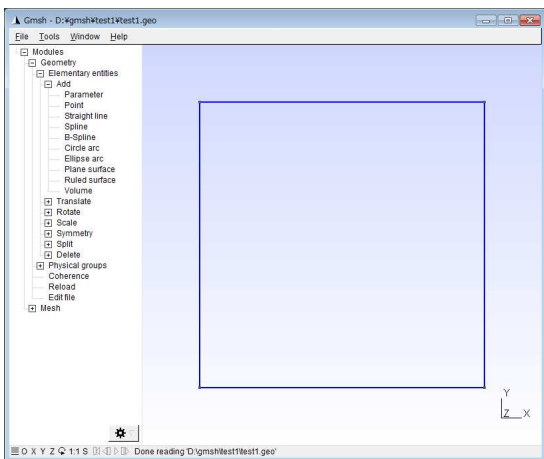 Gmsh - D:¥gmsh¥test1¥test1.geo
File Tools Window Help
Modules
Geometry
Elementary entities
Add
Parameter
Point
Straight line
Spline
B-Spline
Circle arc
Ellipse arc
Plane surface
Ruled surface
Volume
Translate
Rotate
Scale
Symmetry
Split
Delete
Physical groups
Coherence
Reload
Edit file
Mesh
Y
Z X
O X Y Z 1:1 S Done reading 'D:\gmsh\test1\test1.geo'